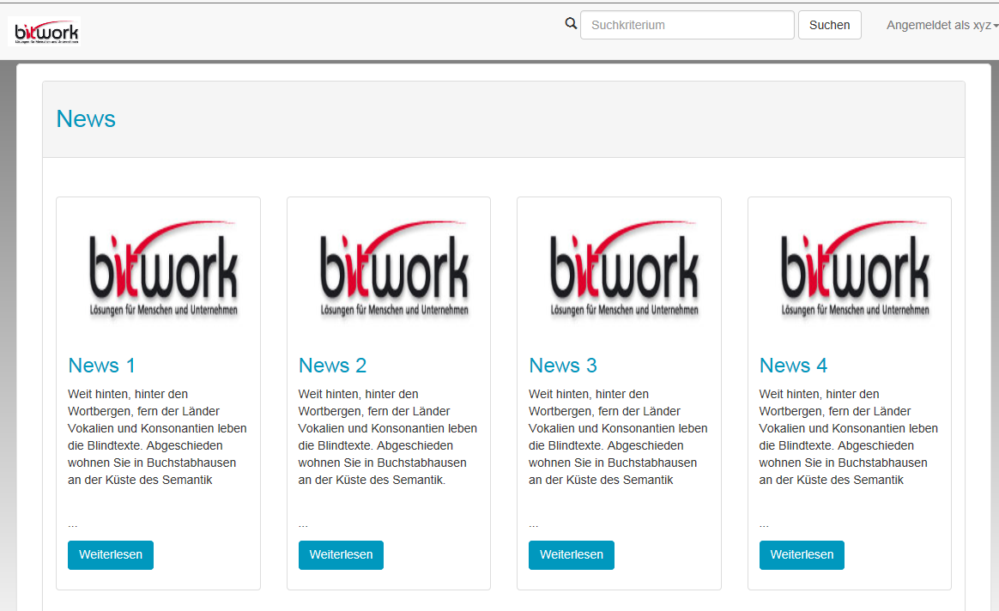 bitwork
Lösungen für Menschen und Unternehmen
Suchkriterium
Suchen
Angemeldet als xyz
News
bitwork
Lösungen für Menschen und Unternehmen
News 1
Weit hinten, hinter den
Wortbergen, fern der Länder
Vokalien und Konsonantien leben
die Blindtexte. Abgeschieden
wohnen Sie in Buchstabhausen
an der Küste des Semantik
...
Weiterlesen
bitwork
Lösungen für Menschen und Unternehmen
News 2
Weit hinten, hinter den
Wortbergen, fern der Länder
Vokalien und Konsonantien leben
die Blindtexte. Abgeschieden
wohnen Sie in Buchstabhausen
an der Küste des Semantik.
...
Weiterlesen
bitwork
Lösungen für Menschen und Unternehmen
News 3
Weit hinten, hinter den
Wortbergen, fern der Länder
Vokalien und Konsonantien leben
die Blindtexte. Abgeschieden
wohnen Sie in Buchstabhausen
an der Küste des Semantik
...
Weiterlesen
bitwork
Lösungen für Menschen und Unternehmen
News 4
Weit hinten, hinter den
Wortbergen, fern der Länder
Vokalien und Konsonantien leben
die Blindtexte. Abgeschieden
wohnen Sie in Buchstabhausen
an der Küste des Semantik
...
Weiterlesen